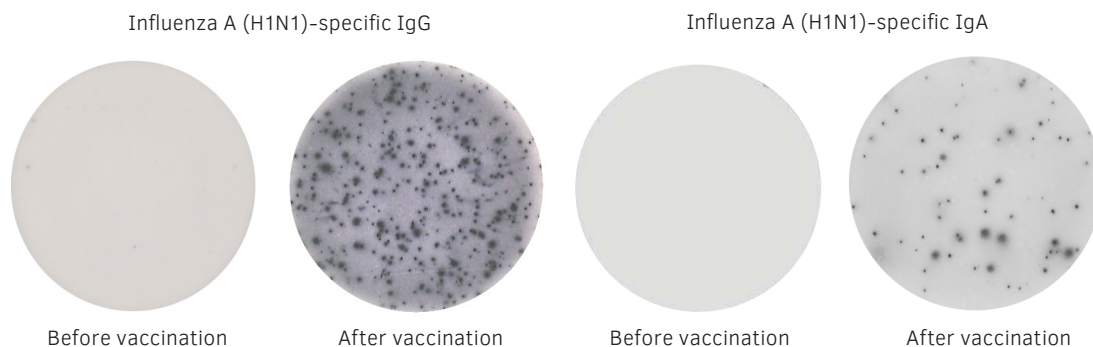 Influenza A (H1N1)-specific IgG
Influenza A (H1N1)-specific IgA
Before vaccination
After vaccination
Before vaccination
After vaccination